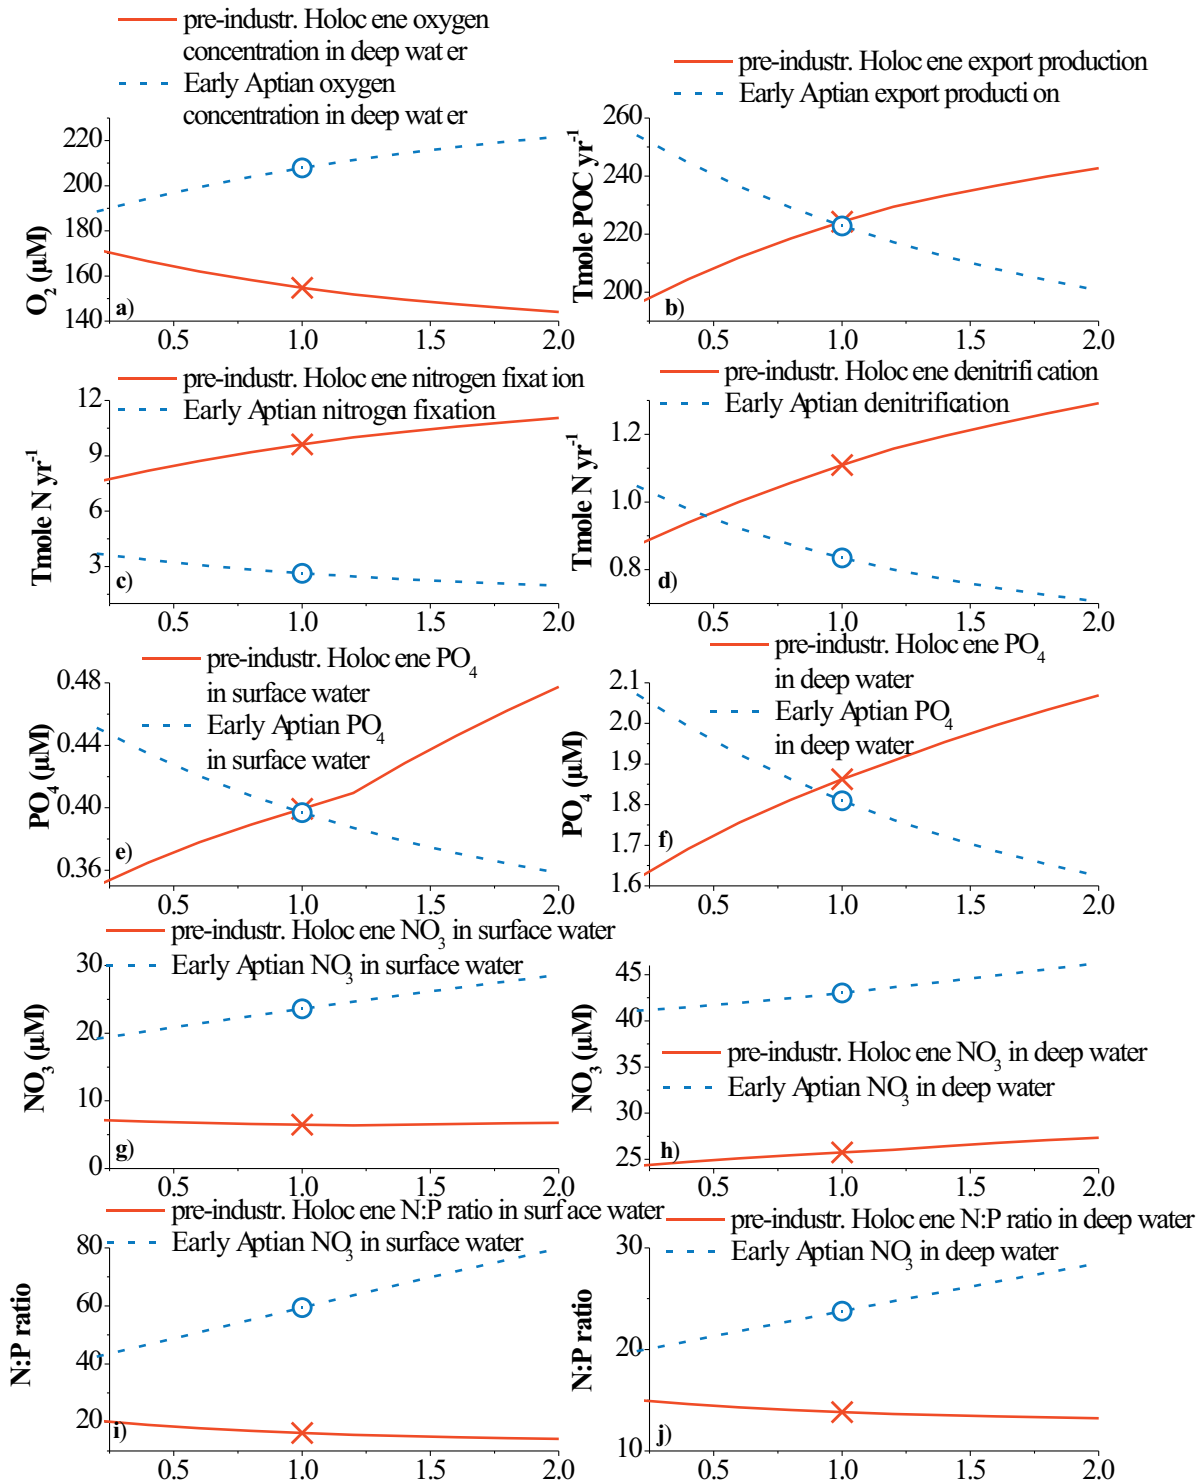 pre-industr. Holoc ene oxygen
concentration in deep wat er
Early Aptian oxygen
concentration in deep wat er
220
200
180
160
140
O2 (µM)
a)
0.5 1.0 1.5 2.0
pre-industr. Holoc ene export production
Early Aptian export producti on
260
240
220
200
Tmole POC yr-1
b)
0.5 1.0 1.5 2.0
pre-industr. Holoc ene nitrogen fixat ion
Early Aptian nitrogen fixation
12
9
6
3
Tmole N yr-1
c)
0.5 1.0 1.5 2.0
pre-industr. Holoc ene denitrifi cation
Early Aptian denitrification
1.2
1.0
0.8
Tmole N yr-1
d)
0.5 1.0 1.5 2.0
pre-industr. Holoc ene PO4
in surface water
Early Aptian PO4
in surface water
0.48
0.44
0.40
0.36
PO4 (µM)
e)
0.5 1.0 1.5 2.0
pre-industr. Holoc ene PO4
in deep water
Early Aptian PO4
in deep water
2.1
2.0
1.9
1.8
1.7
1.6
PO4 (µM)
f)
0.5 1.0 1.5 2.0
pre-industr. Holoc ene NO3 in surface water
Early Aptian NO3 in surface water
30
20
10
0
NO3 (µM)
g)
0.5 1.0 1.5 2.0
45
40
35
30
25
NO3 (µM)
pre-industr. Holoc ene NO3 in deep water
Early Aptian NO3 in deep water
h)
0.5 1.0 1.5 2.0
pre-industr. Holoc ene N:P ratio in surf ace water
Early Aptian NO3 in surface water
80
60
40
20
N:P ratio
i)
0.5 1.0 1.5 2.0
pre-industr. Holoc ene N:P ratio in deep water
Early Aptian NO3 in deep water
30
20
10
N:P ratio
j)
0.5 1.0 1.5 2.0